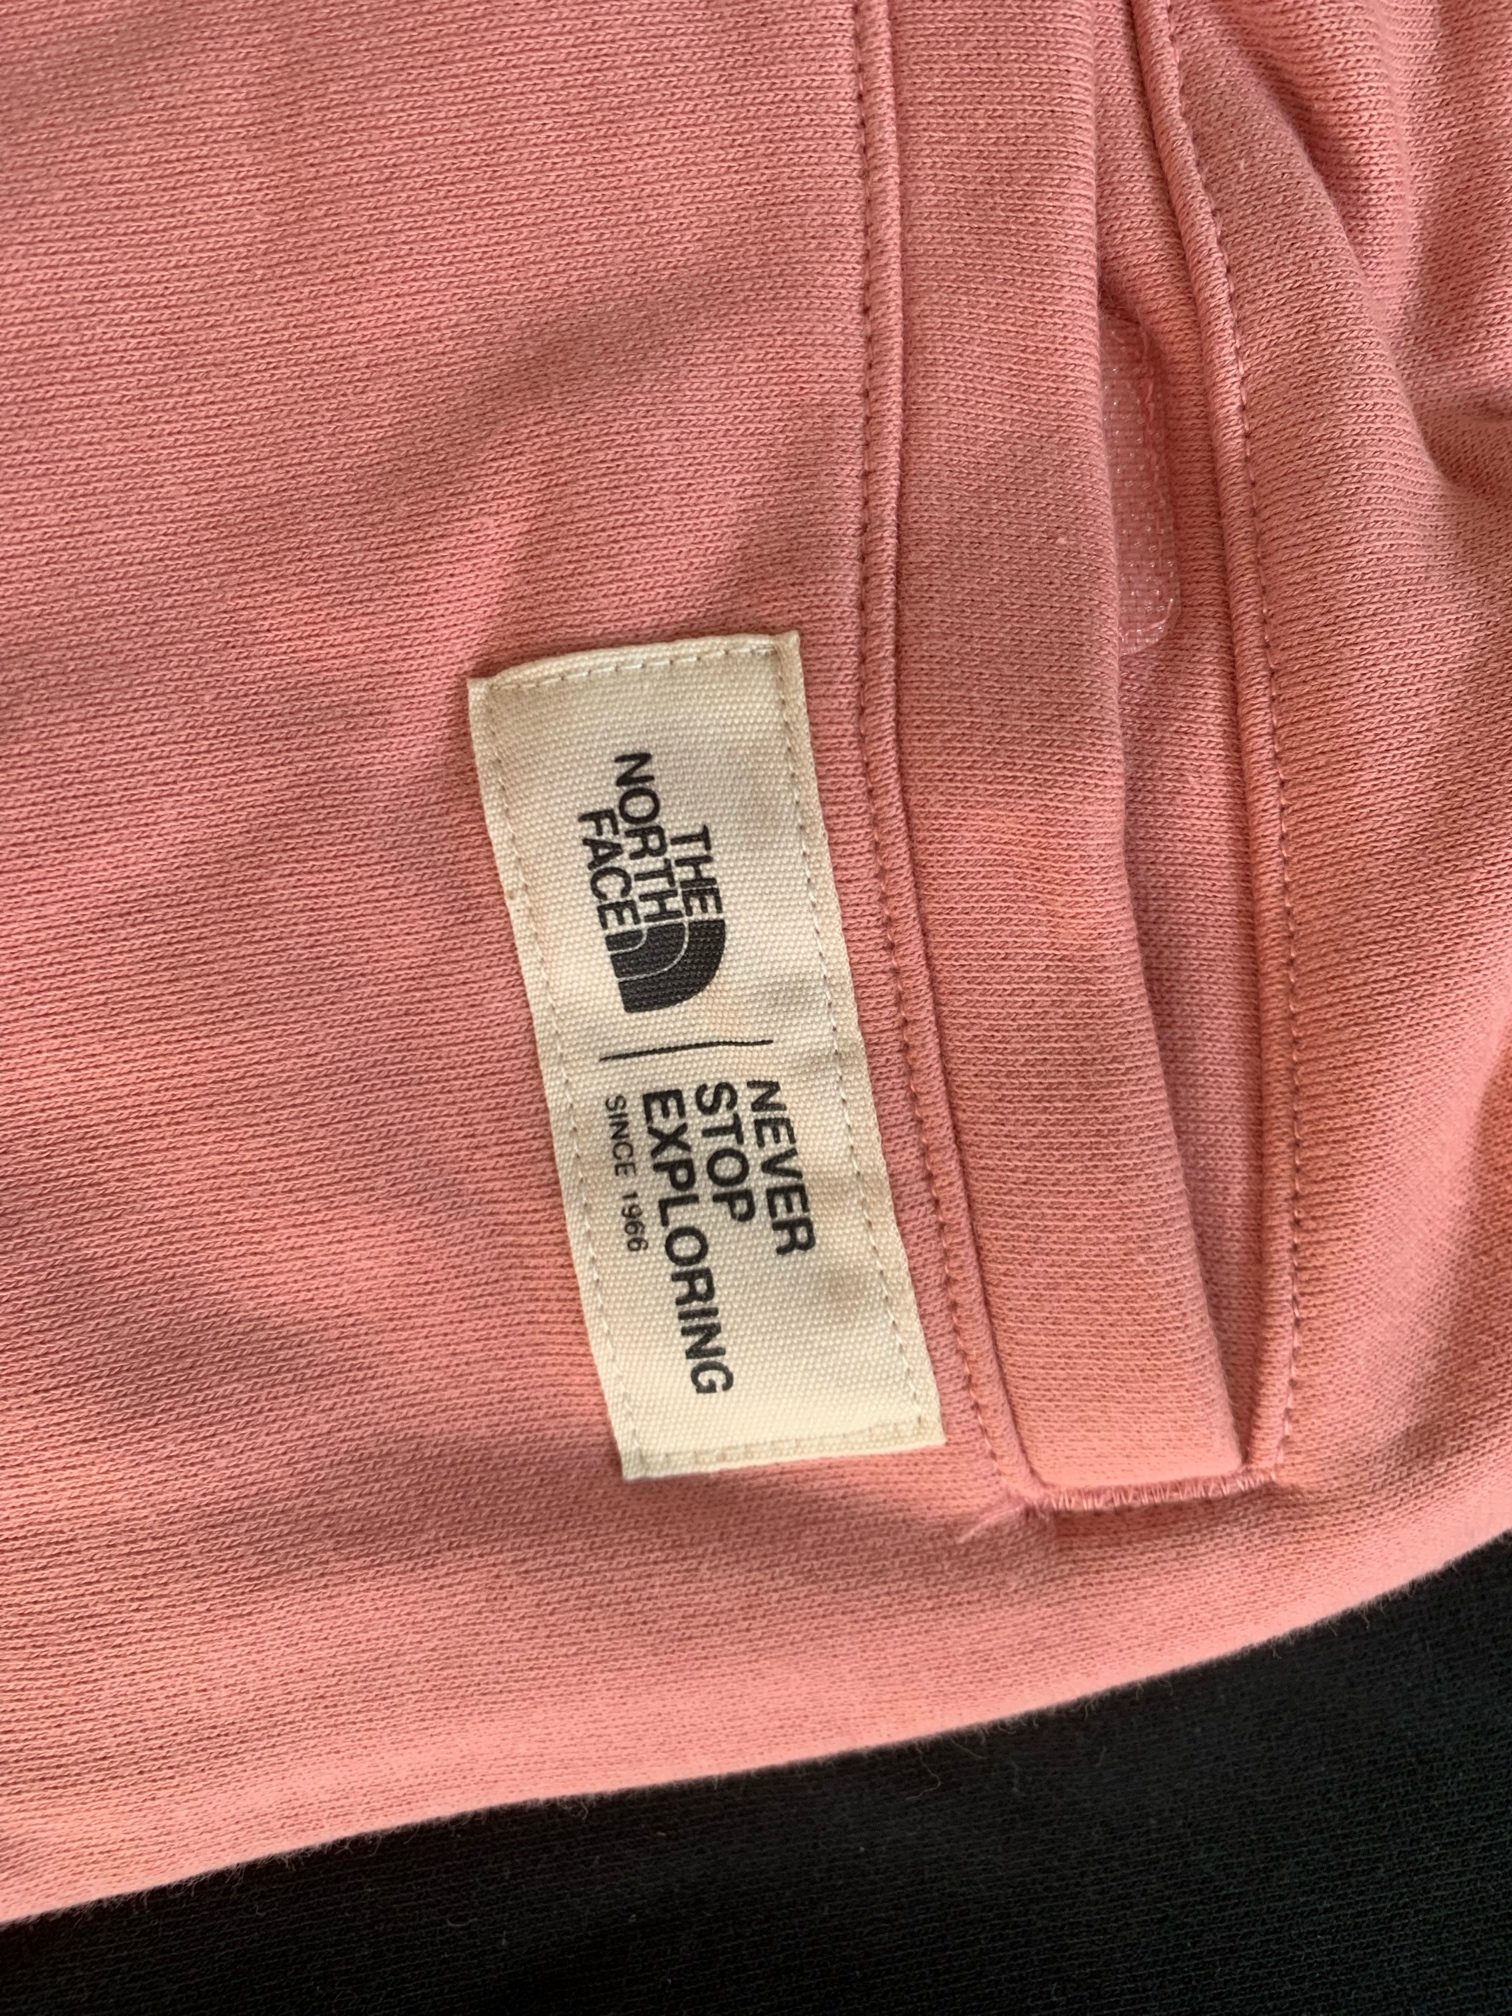 THE
NORTH
FACE
NEVER
STOP
EXPLORING
SINCE 1966